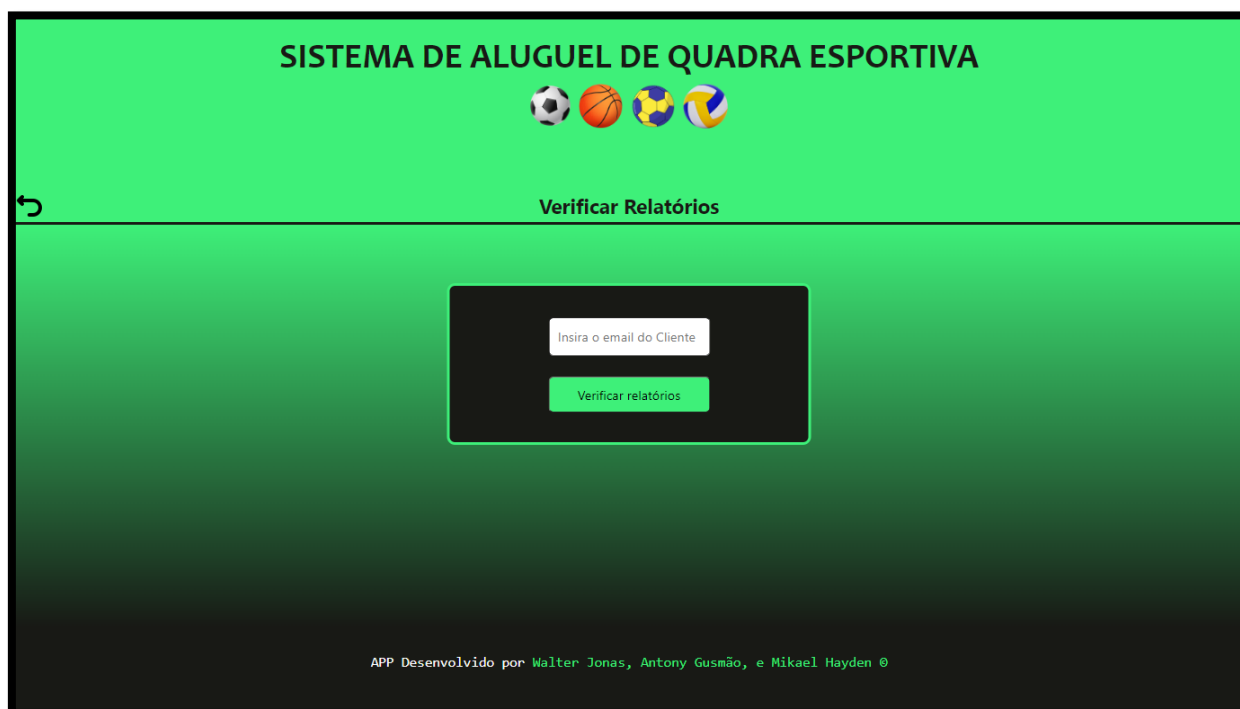 SISTEMA DE ALUGUEL DE QUADRA ESPORTIVA
Verificar Relatórios
Insira o email do Cliente
Verificar relatórios
APP Desenvolvido por Walter Jonas, Antony Gusmão, e Mikael Hayden ©